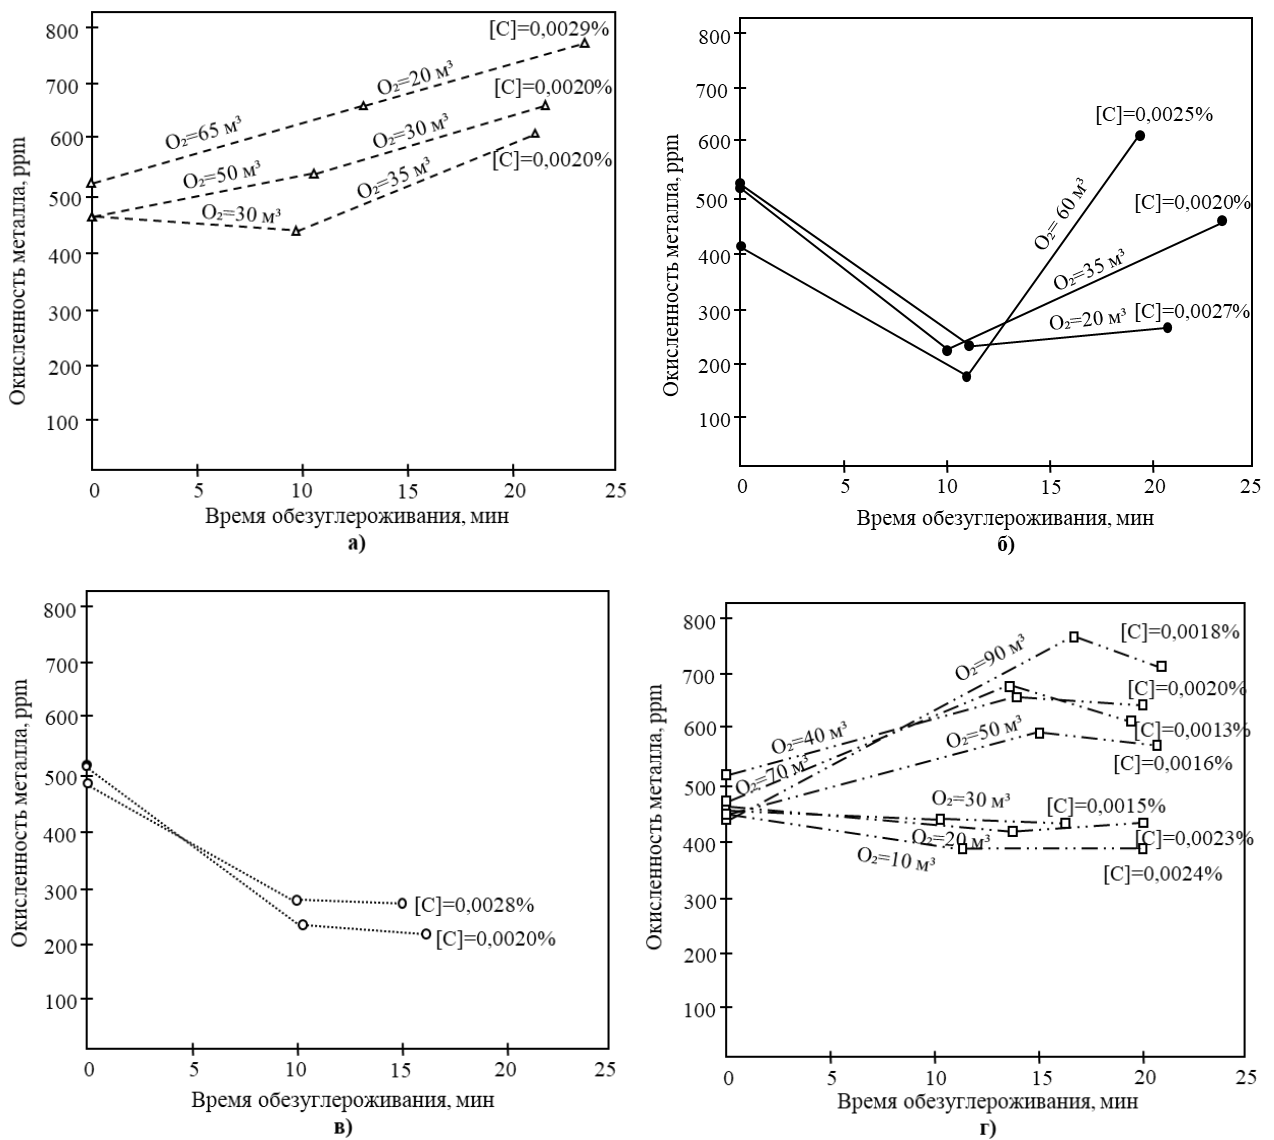 800
700
600
500
400
300
200
100
Окисленность металла, ppm
[C]=0,0029%
O₂=20 м³
[C]=0,0020%
O₂=65 м³
O₂=30 м³
O₂=50 м³
[C]=0,0020%
O₂=35 м³
O₂=30 м³
0 5 10 15 20 25
Время обезуглероживания, мин
а)
800
700
600
500
400
300
200
100
Окисленность металла, ppm
[C]=0,0025%
O₂= 60 м³
[C]=0,0020%
O₂=35 м³
[C]=0,0027%
O₂=20 м³
0 5 10 15 20 25
Время обезуглероживания, мин
б)
800
700
600
500
400
300
200
100
Окисленность металла, ppm
[C]=0,0028%
[C]=0,0020%
0 5 10 15 20 25
Время обезуглероживания, мин
в)
800
700
600
500
400
300
200
100
Окисленность металла, ppm
[C]=0,0018%
O₂=90 м³
[C]=0,0020%
O₂=40 м³
O₂=50 м³
[C]=0,0013%
[C]=0,0016%
O₂=70 м³
O₂=30 м³
[C]=0,0015%
O₂=20 м³
[C]=0,0023%
O₂=10 м³
[C]=0,0024%
0 5 10 15 20 25
Время обезуглероживания, мин
г)